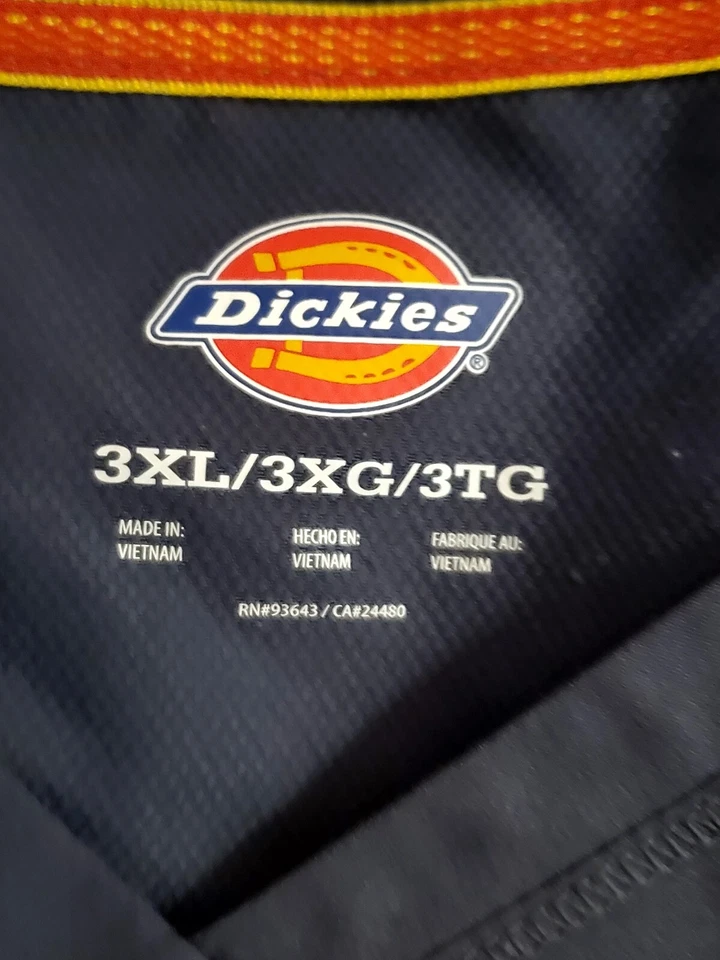 Dickies®
3XL/3XG/3TG
MADE IN: HECHO EN: FABRIQUE AU:
VIETNAM VIETNAM VIETNAM
RN#93643 / CA#24480